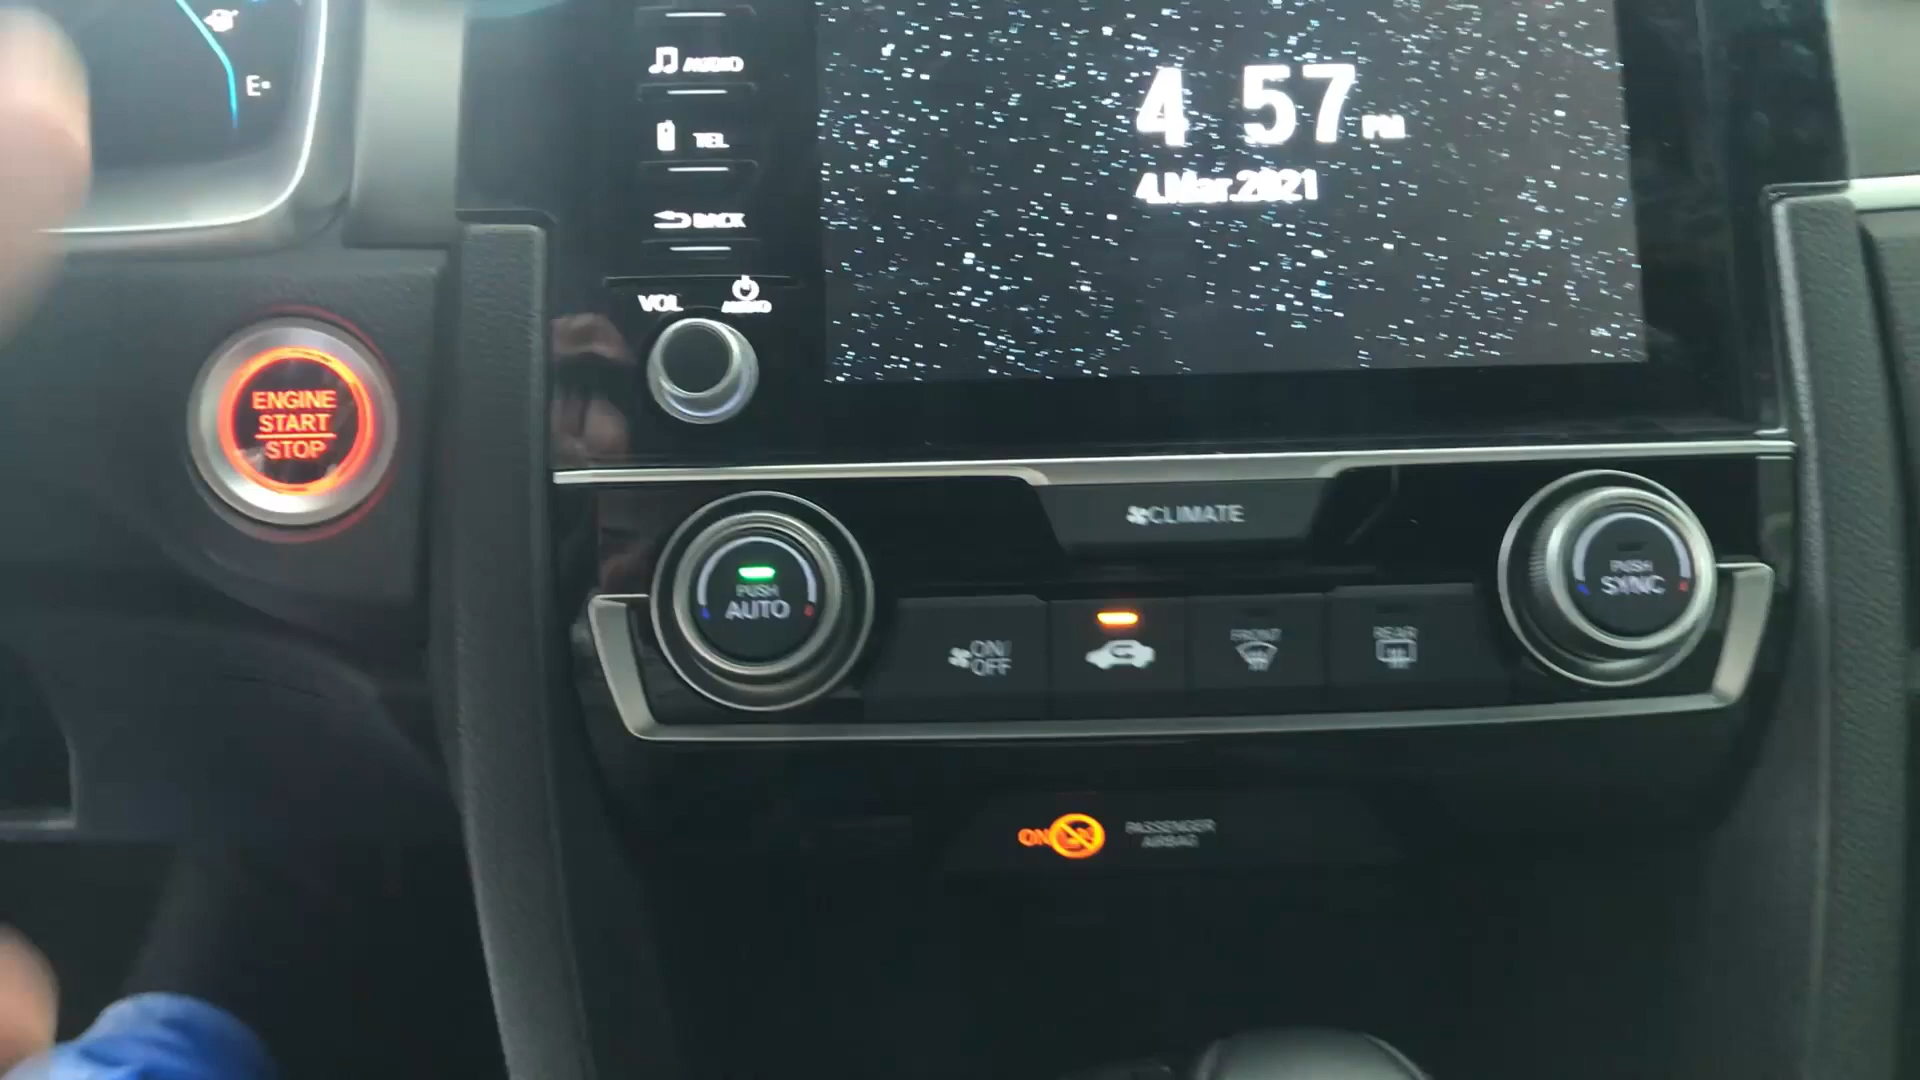 E
AUDIO
TEL
BACK
VOL
AUDIO
4 57 PM
4.Mar.2021
ENGINE
START
STOP
CLIMATE
PUSH
AUTO
ON/
OFF
FRONT
REAR
PUSH
SYNC
ON
PASSENGER
AIRBAG